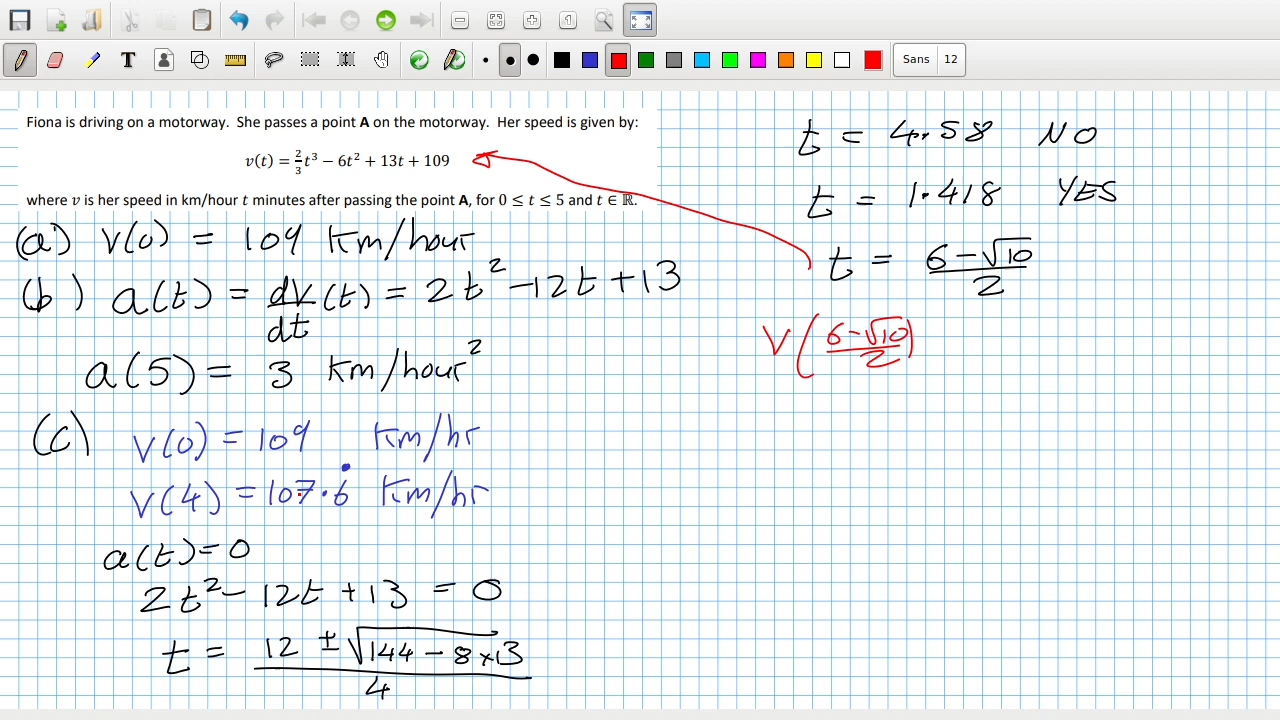 Sans 12
Fiona is driving on a motorway. She passes a point A on the motorway. Her speed is given by:
v(t) = 2/3 t³ − 6t² + 13t + 109
where v is her speed in km/hour t minutes after passing the point A, for 0 ≤ t ≤ 5 and t ∈ ℝ.
(a) v(0) = 109 km/hour
(b) a(t) = dv/dt (t) = 2t² − 12t + 13
a(5) = 3 km/hour²
(c) v(0) = 109 km/hr
v(4) = 107.6̇ km/hr
a(t) = 0
2t² − 12t + 13 = 0
t = (12 ± √(144 − 8×13))/4
t = 4.58 NO
t = 1.418 YES
t = (6 − √10)/2
v((6 − √10)/2)